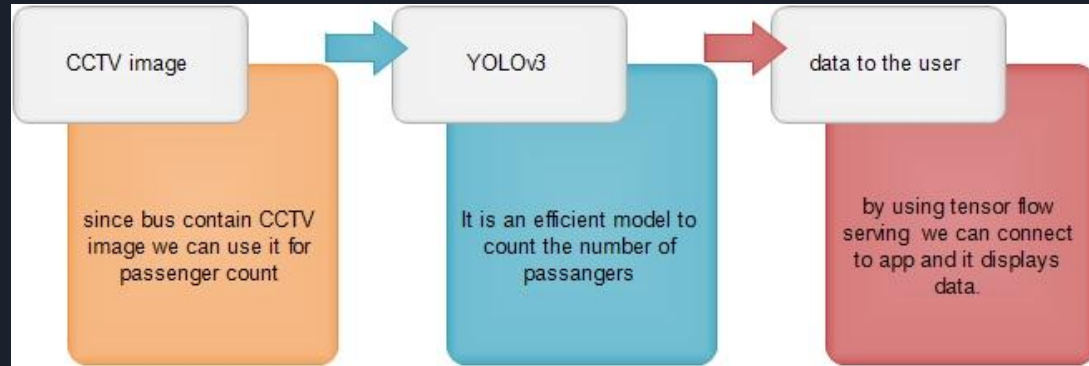 CCTV image
since bus contain CCTV
image we can use it for
passenger count
YOLOv3
It is an efficient model to
count the number of
passangers
data to the user
by using tensor flow
serving we can connect
to app and it displays
data.